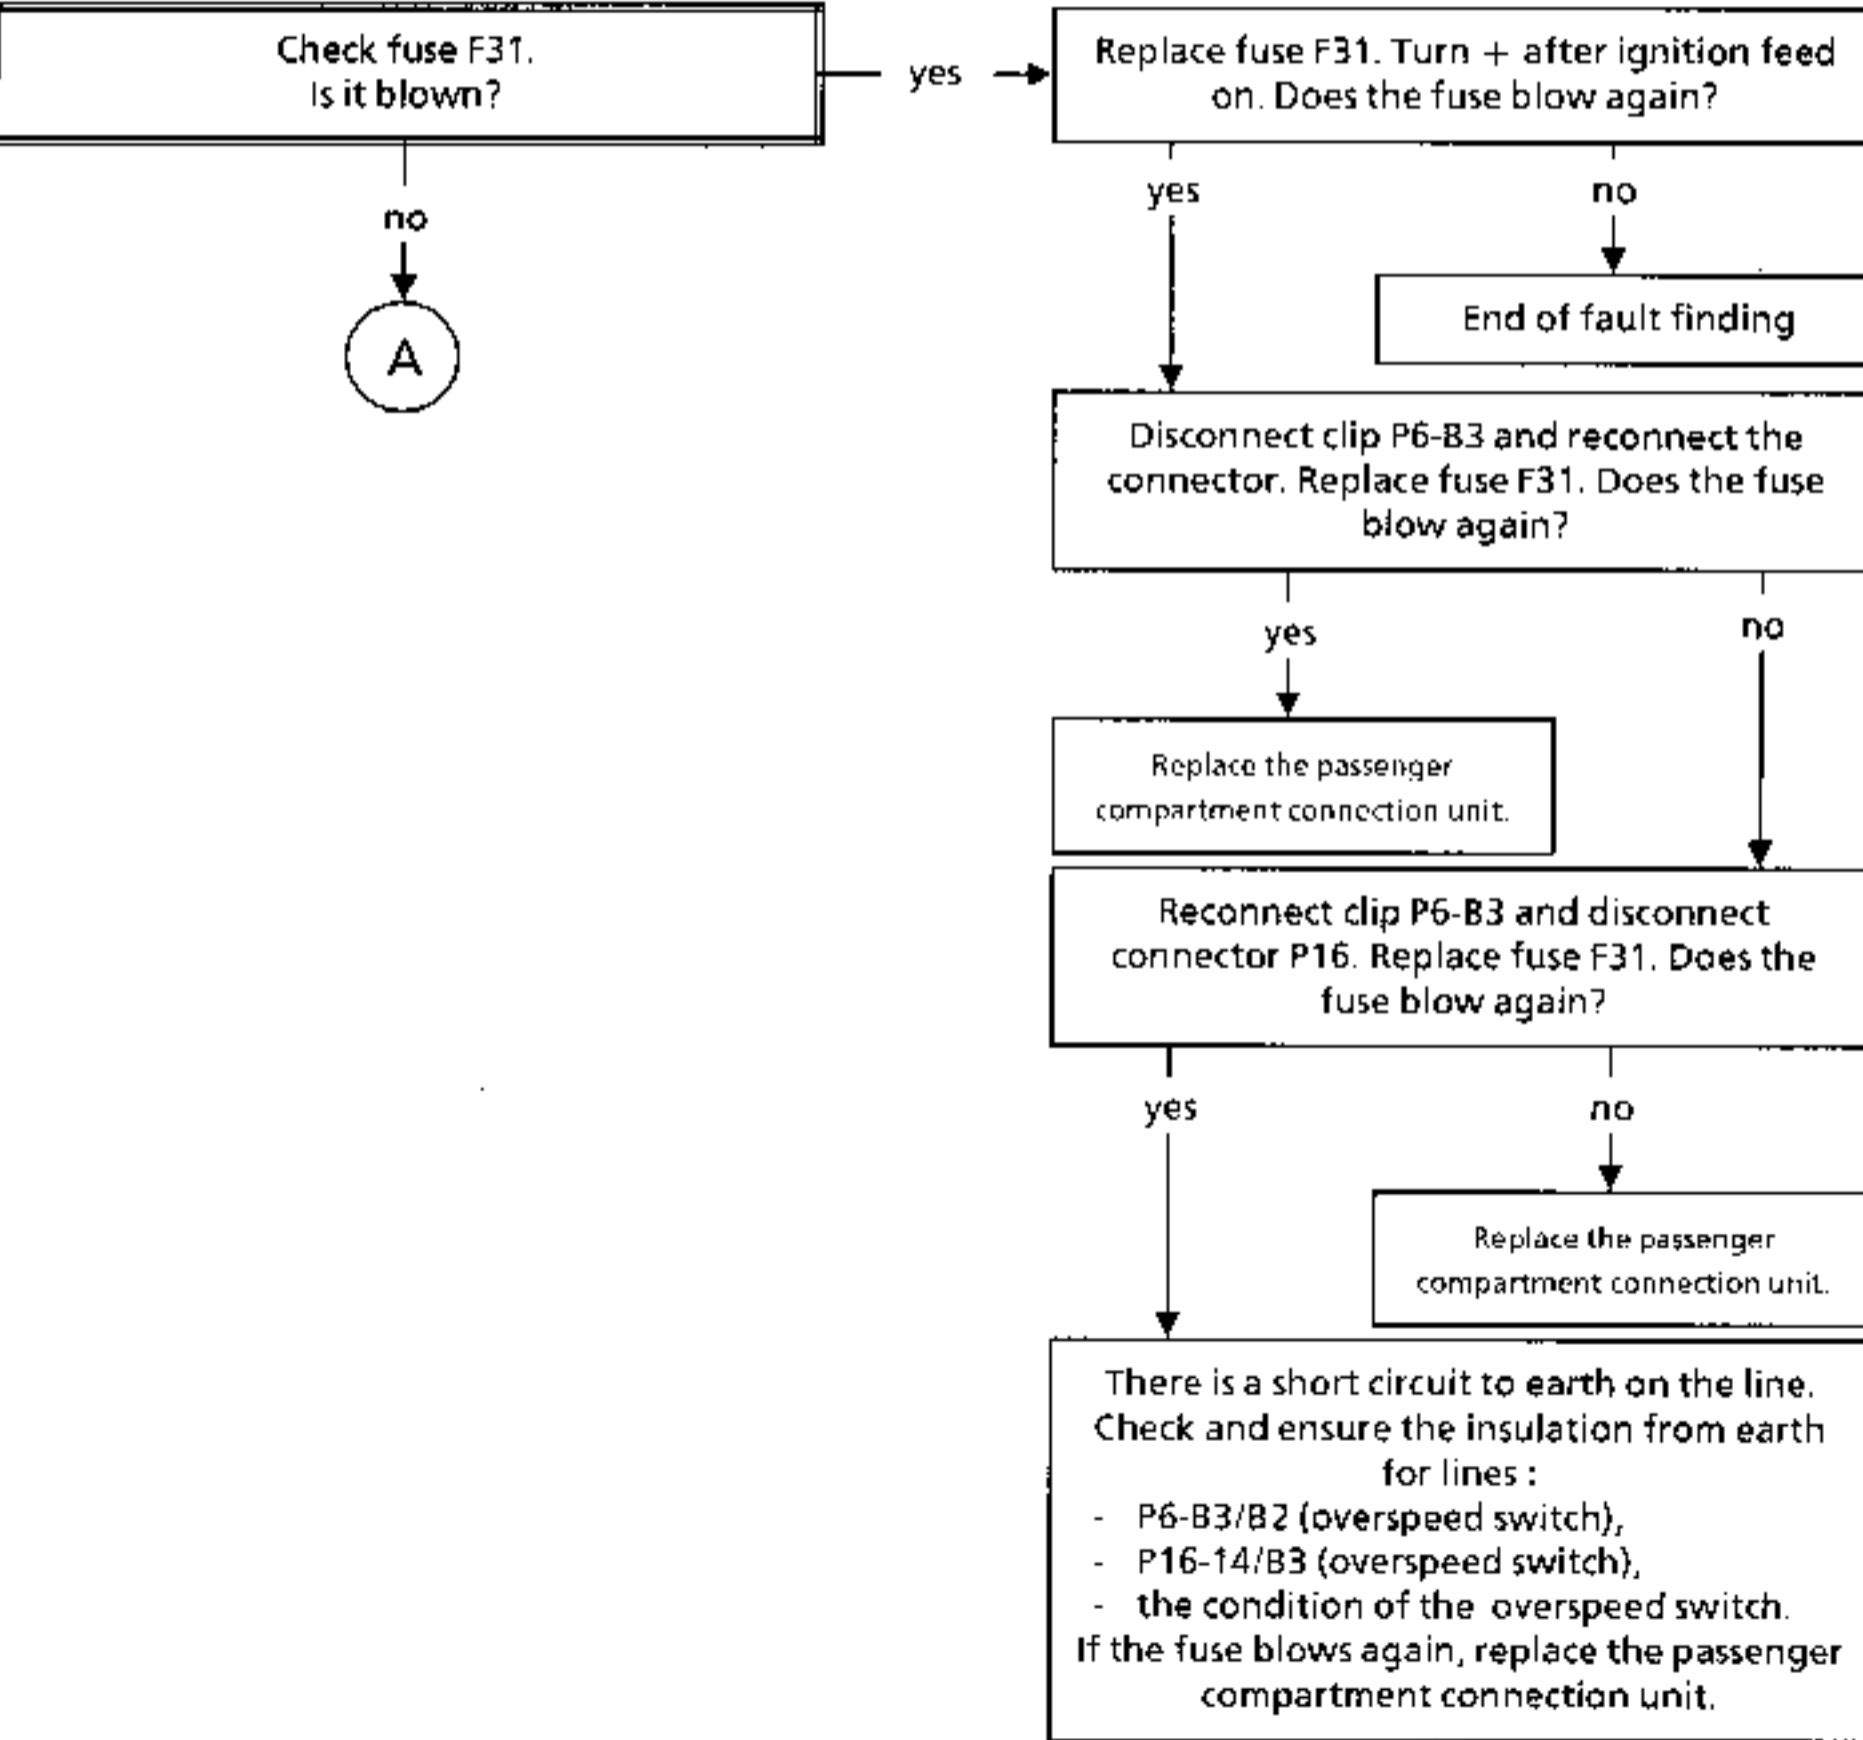 Check fuse F31.
Is it blown?
yes
Replace fuse F31. Turn + after ignition feed
on. Does the fuse blow again?
no
A
yes
no
End of fault finding
Disconnect clip P6-B3 and reconnect the
connector. Replace fuse F31. Does the fuse
blow again?
yes
no
Replace the passenger
compartment connection unit.
Reconnect clip P6-B3 and disconnect
connector P16. Replace fuse F31. Does the
fuse blow again?
yes
no
Replace the passenger
compartment connection unit.
There is a short circuit to earth on the line.
Check and ensure the insulation from earth
for lines :
- P6-B3/B2 (overspeed switch),
- P16-14/B3 (overspeed switch),
- the condition of the overspeed switch.
If the fuse blows again, replace the passenger
compartment connection unit.